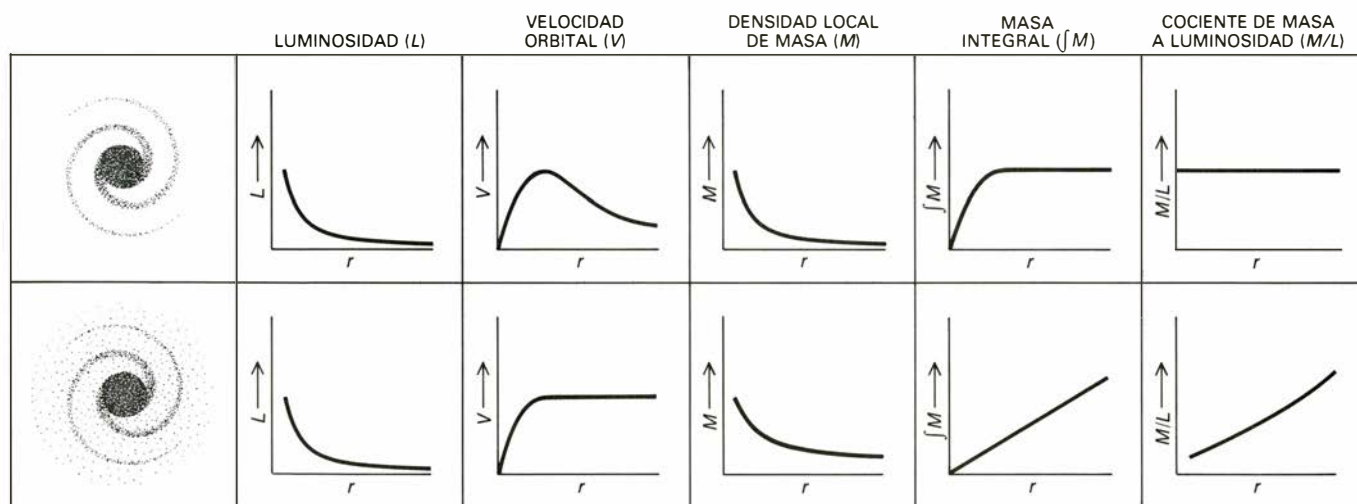 LUMINOSIDAD (L)
VELOCIDAD
ORBITAL (V)
DENSIDAD LOCAL
DE MASA (M)
MASA
INTEGRAL (∫M)
COCIENTE DE MASA
A LUMINOSIDAD (M/L)
L
r
V
r
M
r
∫M
r
M/L
r
L
r
V
r
M
r
∫M
r
M/L
r